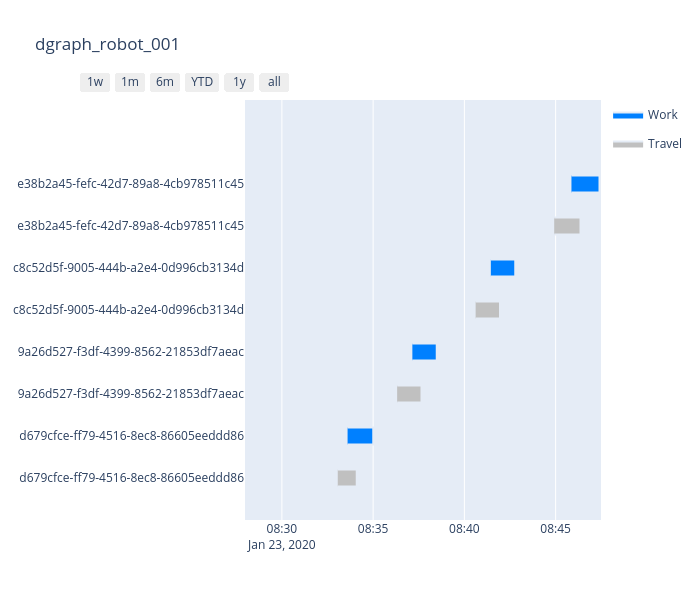 dgraph_robot_001
1w 1m 6m YTD 1y all
Work
Travel
e38b2a45-fefc-42d7-89a8-4cb978511c45
e38b2a45-fefc-42d7-89a8-4cb978511c45
c8c52d5f-9005-444b-a2e4-0d996cb3134d
c8c52d5f-9005-444b-a2e4-0d996cb3134d
9a26d527-f3df-4399-8562-21853df7aeac
9a26d527-f3df-4399-8562-21853df7aeac
d679cfce-ff79-4516-8ec8-86605eeddd86
d679cfce-ff79-4516-8ec8-86605eeddd86
08:30 08:35 08:40 08:45
Jan 23, 2020